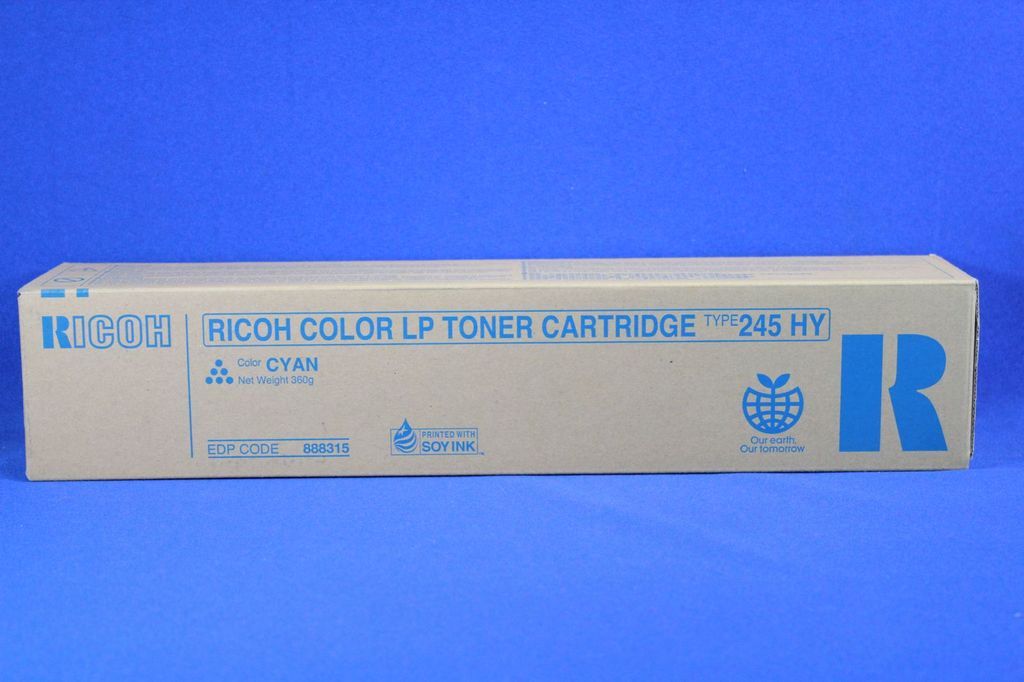 RICOH
RICOH COLOR LP TONER CARTRIDGE TYPE 245 HY
Color CYAN
Net Weight 360g
EDP CODE 888315
PRINTED WITH
SOY INK
Our earth,
Our tomorrow
R